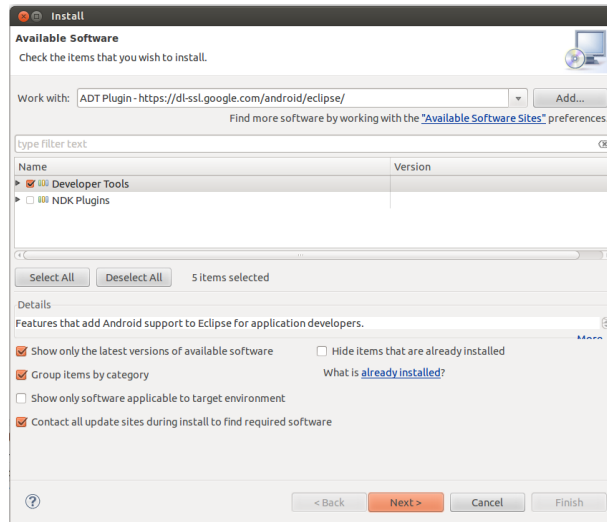 Install
Available Software
Check the items that you wish to install.
Work with: ADT Plugin - https://dl-ssl.google.com/android/eclipse/ Add...
Find more software by working with the "Available Software Sites" preferences.
type filter text
Name Version
Developer Tools
NDK Plugins
Select All Deselect All 5 items selected
Details
Features that add Android support to Eclipse for application developers.
More
Show only the latest versions of available software Hide items that are already installed
Group items by category What is already installed?
Show only software applicable to target environment
Contact all update sites during install to find required software
? < Back Next > Cancel Finish